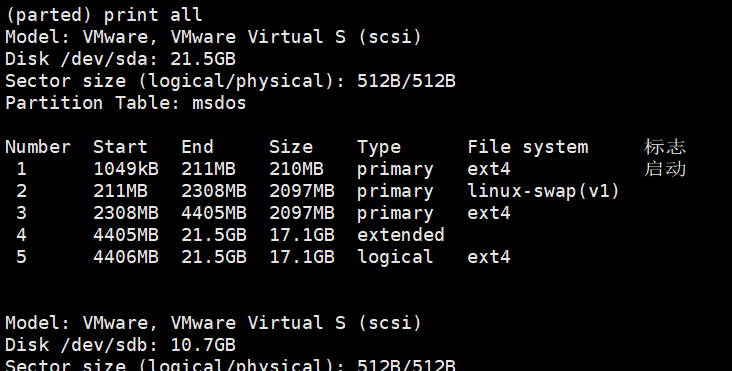 (parted) print all
Model: VMware, VMware Virtual S (scsi)
Disk /dev/sda: 21.5GB
Sector size (logical/physical): 512B/512B
Partition Table: msdos
Number Start End Size Type File system 标志
1 1049kB 211MB 210MB primary ext4 启动
2 211MB 2308MB 2097MB primary linux-swap(v1)
3 2308MB 4405MB 2097MB primary ext4
4 4405MB 21.5GB 17.1GB extended
5 4406MB 21.5GB 17.1GB logical ext4
Model: VMware, VMware Virtual S (scsi)
Disk /dev/sdb: 10.7GB
Sector size (logical/physical): 512B/512B